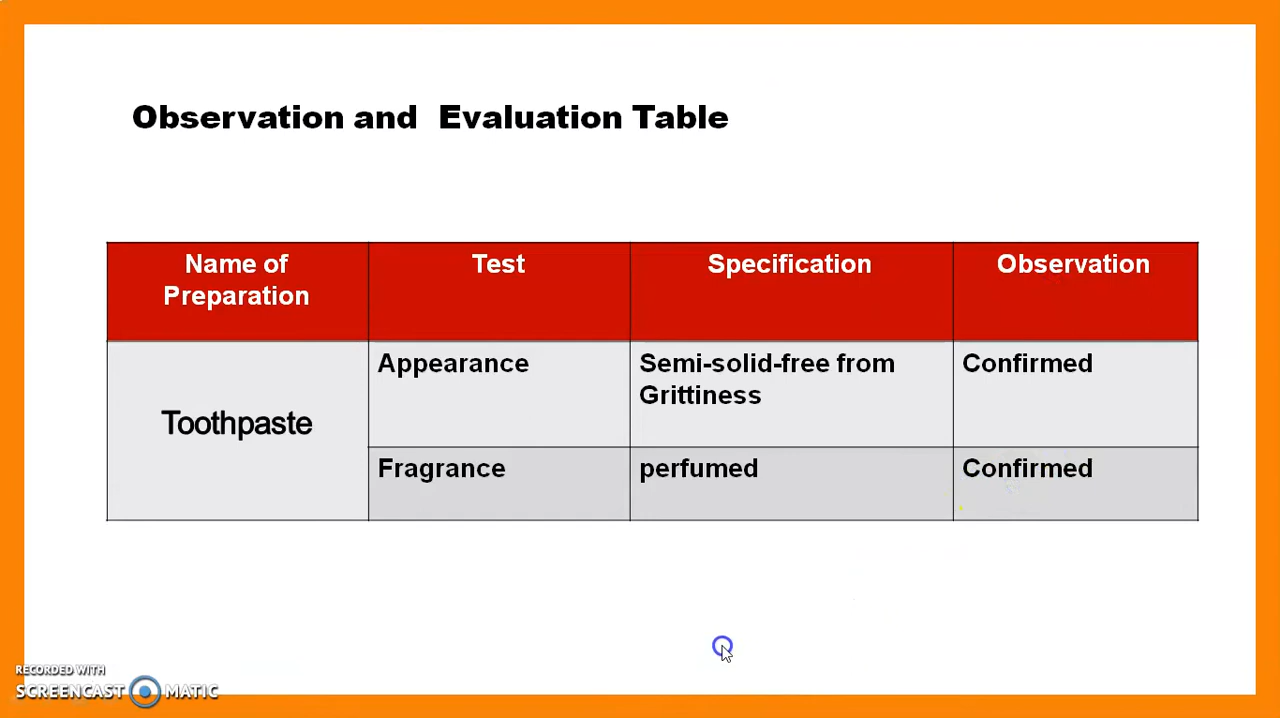 Observation and Evaluation Table
Name of
Preparation
Test
Specification
Observation
Toothpaste
Appearance
Semi-solid-free from
Grittiness
Confirmed
Fragrance
perfumed
Confirmed
RECORDED WITH
SCREENCAST MATIC